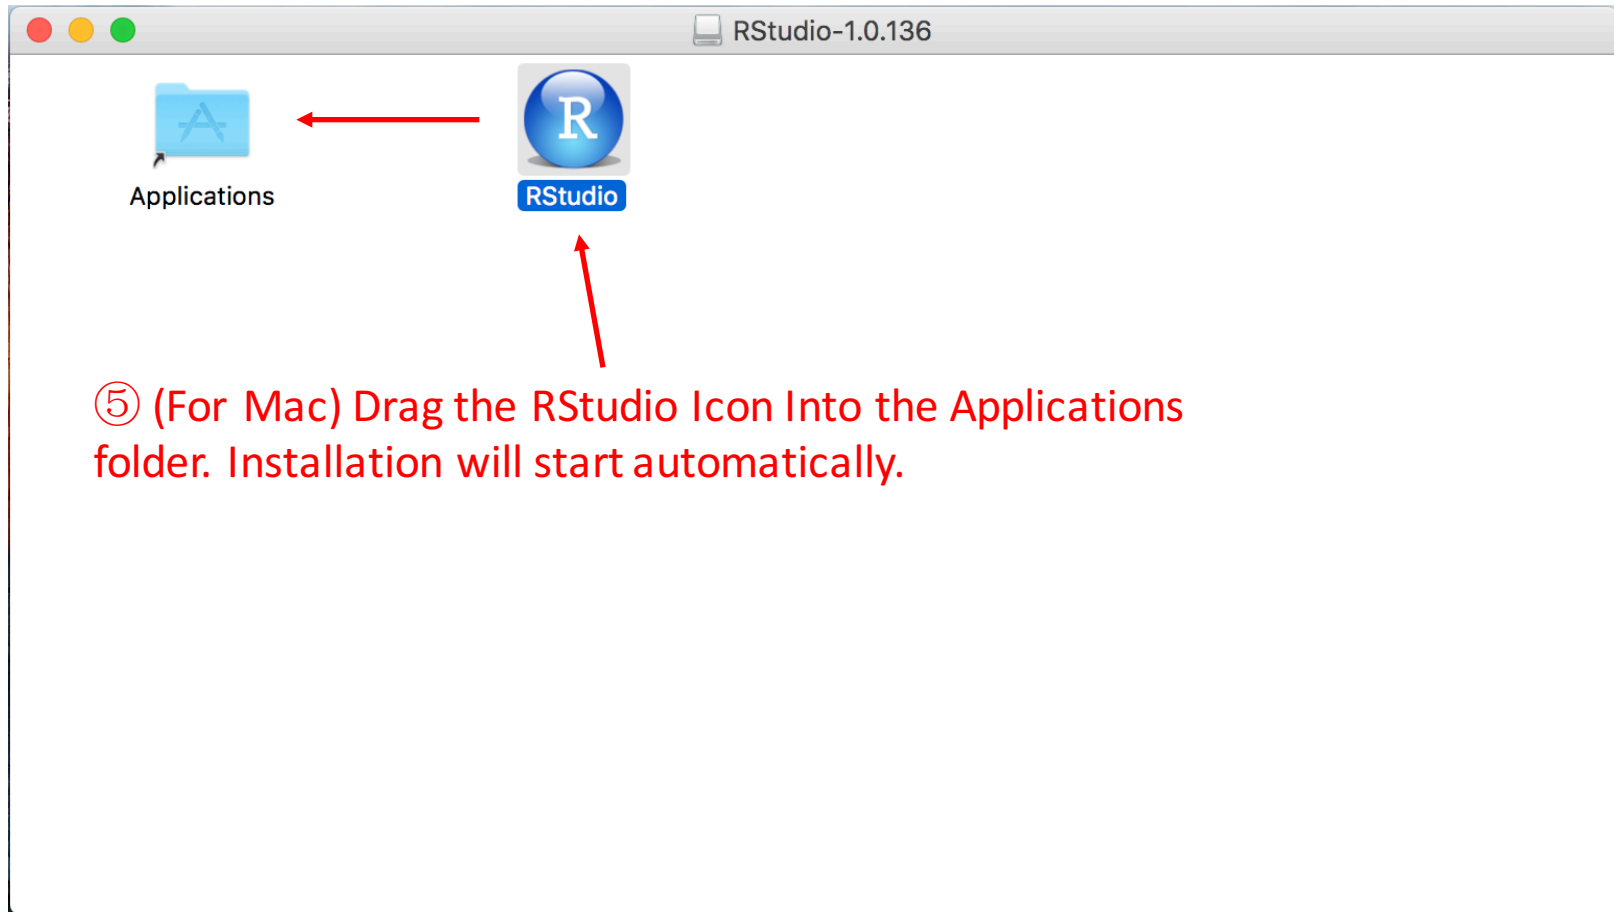 RStudio-1.0.136
R
Applications
RStudio
⑤ (For Mac) Drag the RStudio Icon Into the Applications
folder. Installation will start automatically.